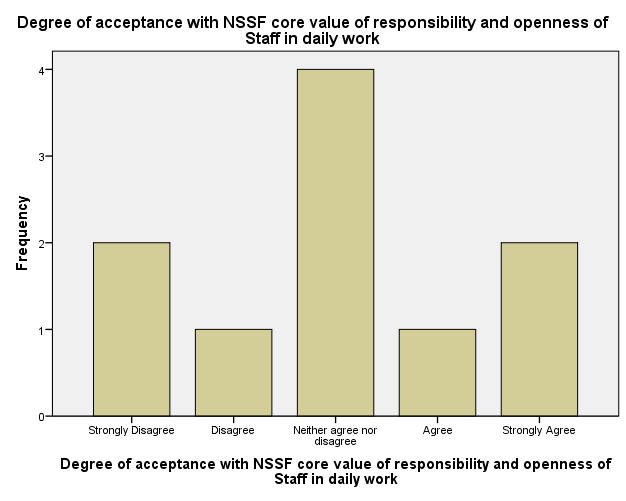 Degree of acceptance with NSSF core value of responsibility and openness of
Staff in daily work
Frequency
4
3
2
1
0
Strongly Disagree
Disagree
Neither agree nor
disagree
Agree
Strongly Agree
Degree of acceptance with NSSF core value of responsibility and openness of
Staff in daily work